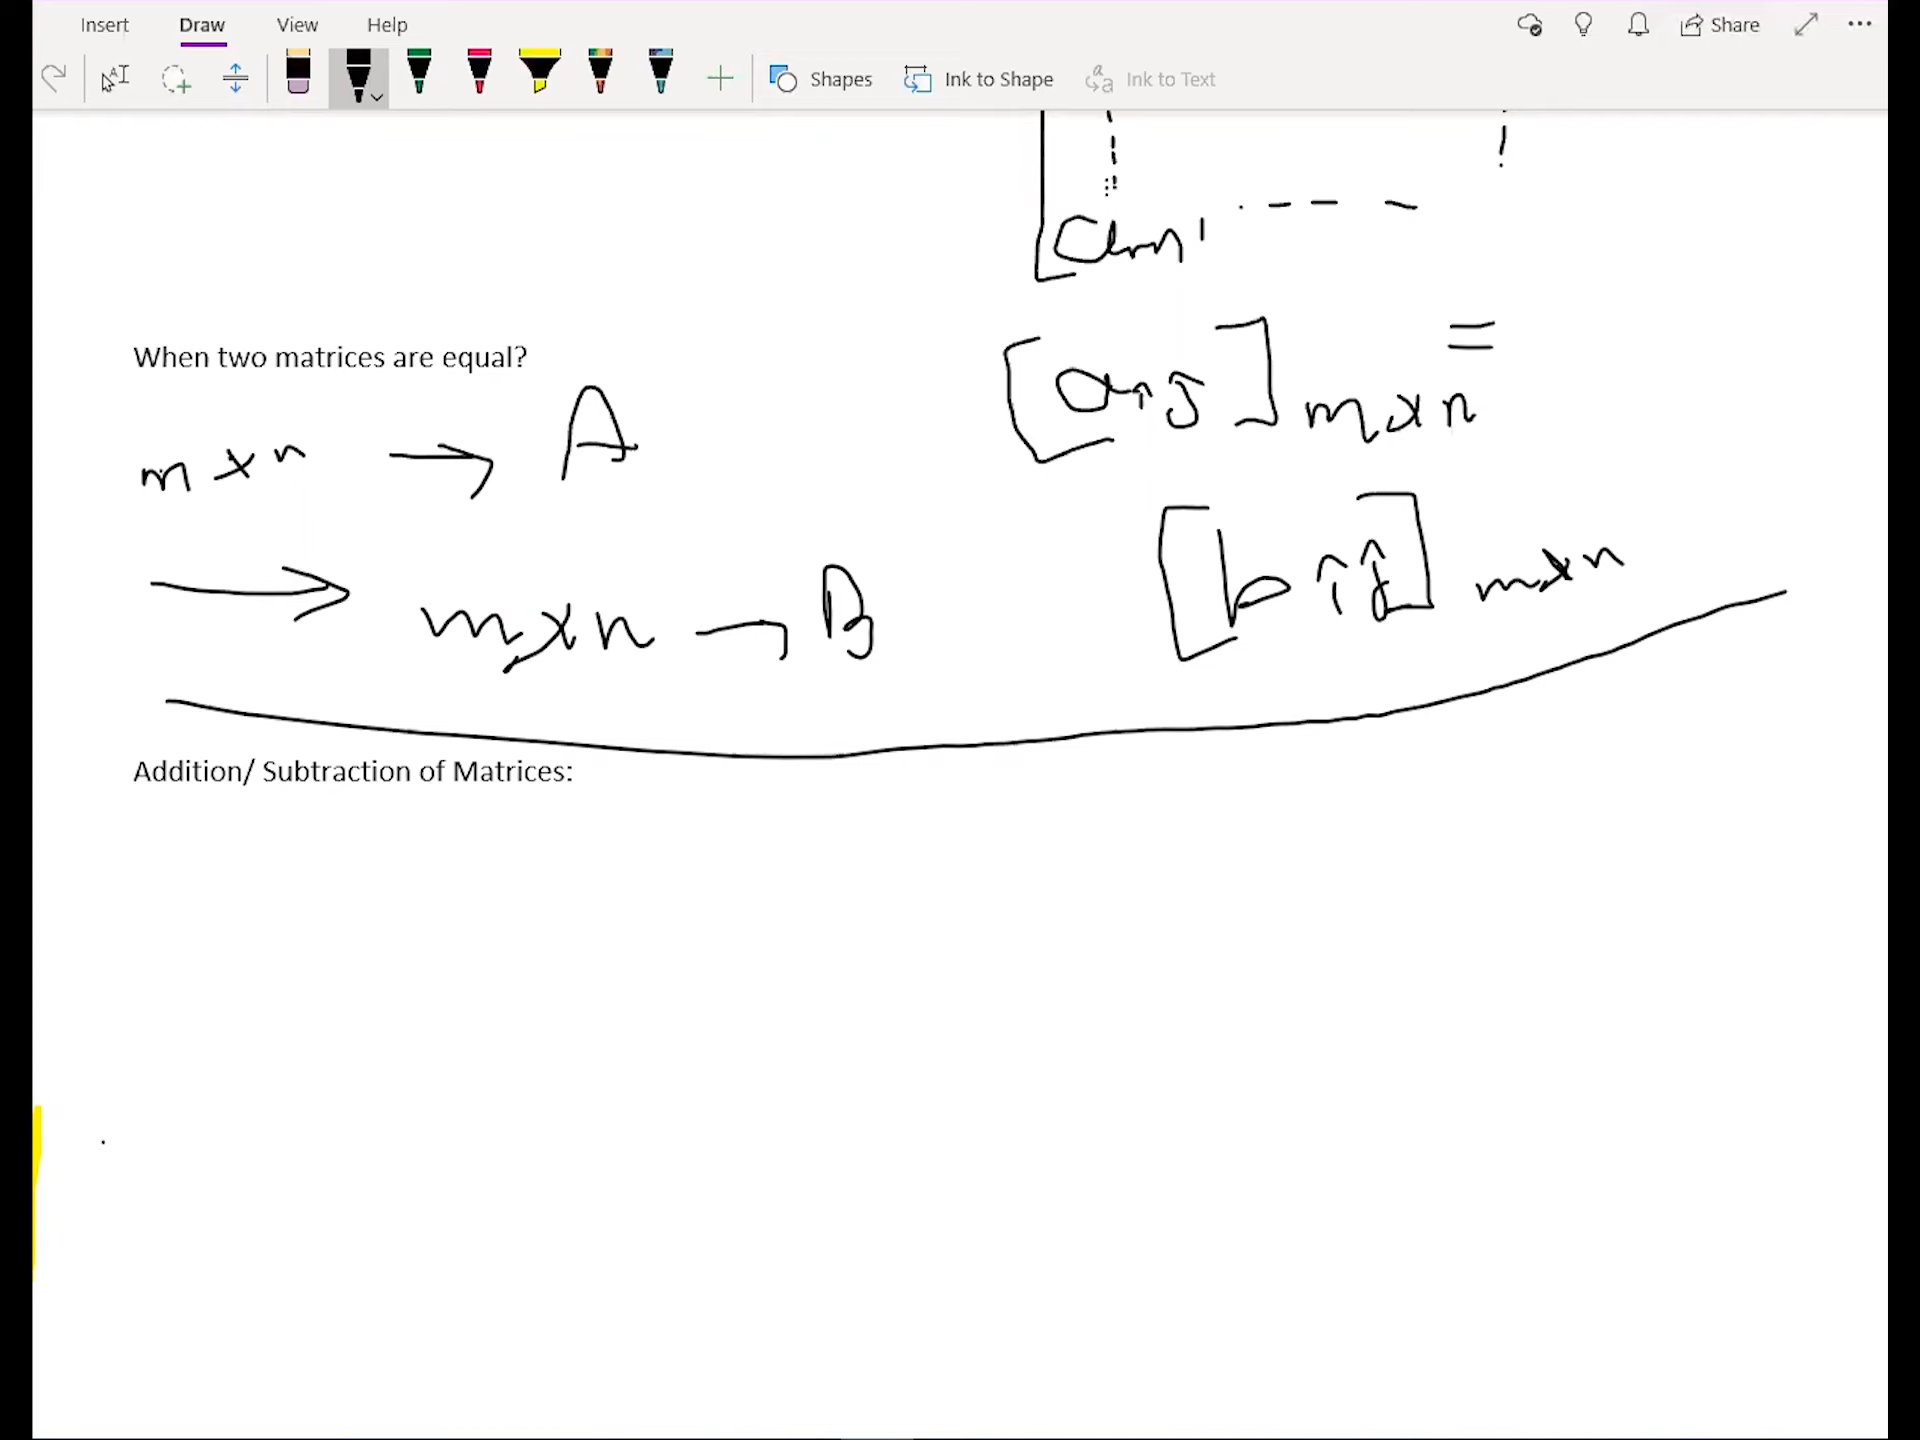 Insert Draw View Help Share
Shapes Ink to Shape Ink to Text
am1
When two matrices are equal?
[aij]m×n =
m×n → A
[bij]m×n
→ m×n → B
Addition/ Subtraction of Matrices: